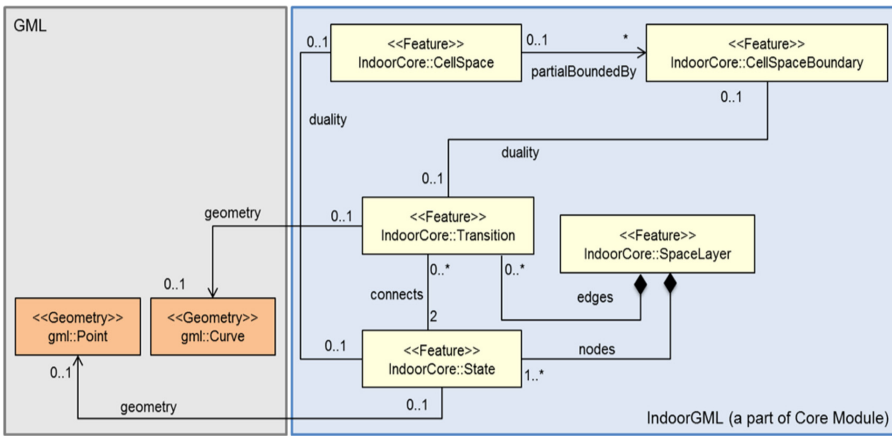 GML
0..1
<<Feature>>
IndoorCore::CellSpace
0..1
*
partialBoundedBy
<<Feature>>
IndoorCore::CellSpaceBoundary
0..1
duality
duality
0..1
geometry
0..1
<<Feature>>
IndoorCore::Transition
<<Feature>>
IndoorCore::SpaceLayer
0..*
0..*
0..1
connects
edges
2
<<Geometry>>
gml::Point
<<Geometry>>
gml::Curve
0..1
<<Feature>>
IndoorCore::State
nodes
1..*
0..1
geometry
0..1
IndoorGML (a part of Core Module)